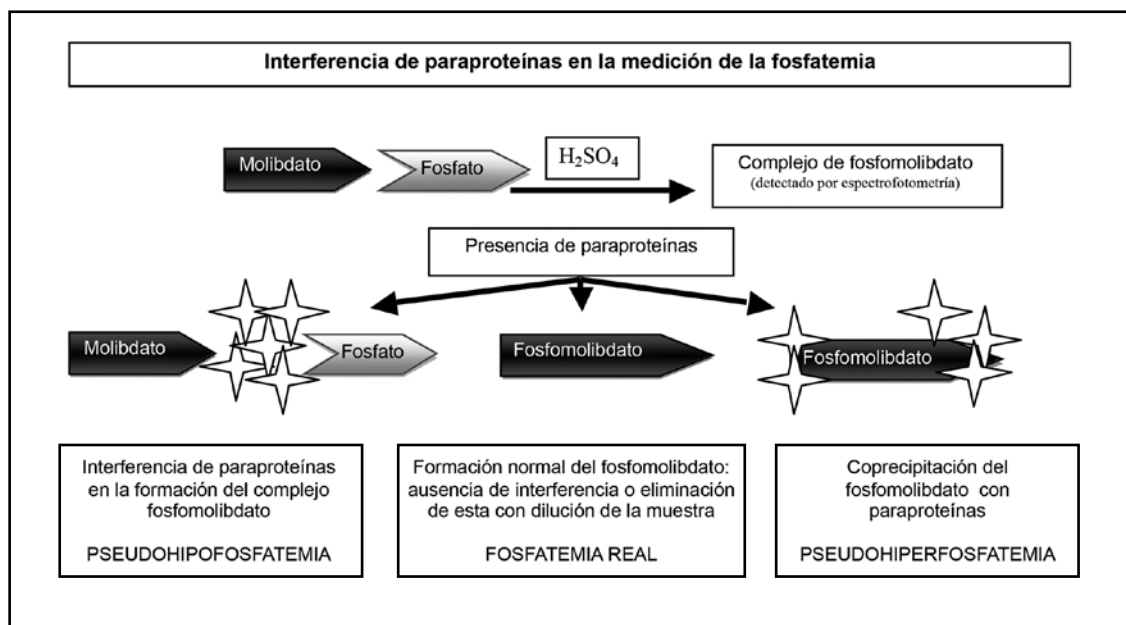 Interferencia de paraproteínas en la medición de la fosfatemia
Molibdato
Fosfato
H₂SO₄
Complejo de fosfomolibdato
(detectado por espectrofotometría)
Presencia de paraproteínas
Molibdato
Fosfato
Fosfomolibdato
Fosfomolibdato
Interferencia de paraproteínas
en la formación del complejo
fosfomolibdato
PSEUDOHIPOFOSFATEMIA
Formación normal del fosfomolibdato:
ausencia de interferencia o eliminación
de esta con dilución de la muestra
FOSFATEMIA REAL
Coprecipitación del
fosfomolibdato con
paraproteínas
PSEUDOHIPERFOSFATEMIA